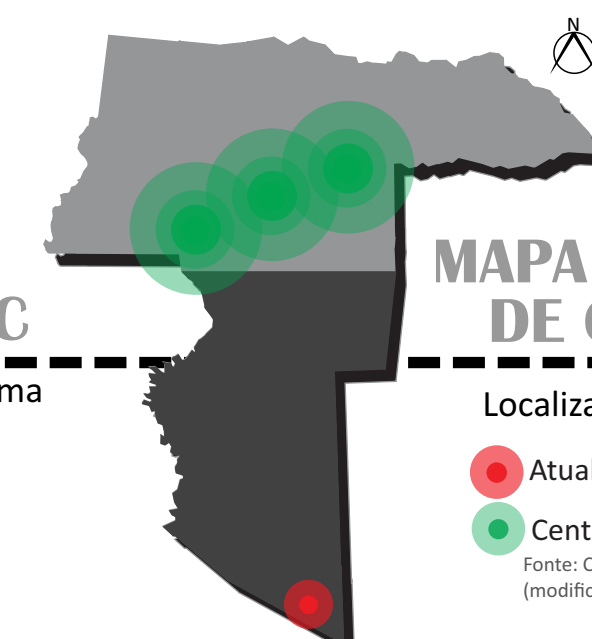 N
MAPA
DE
C
ma
Localiza
Atual
Cent
Fonte: C
(modific